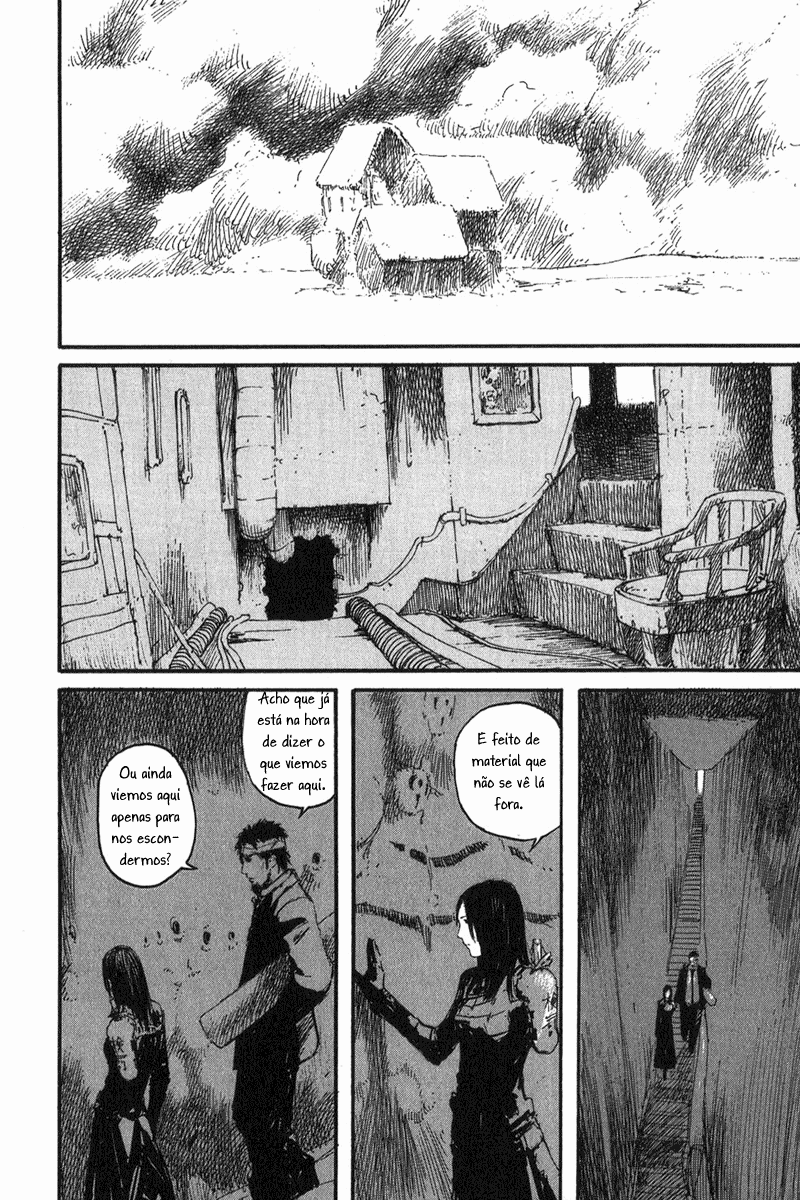 E feito de
material que
não se vê lá
fora.
Acho que já
está na hora
de dizer o
que viemos
fazer aqui.
Ou ainda
viemos aqui
apenas para
nos escon-
dermos?